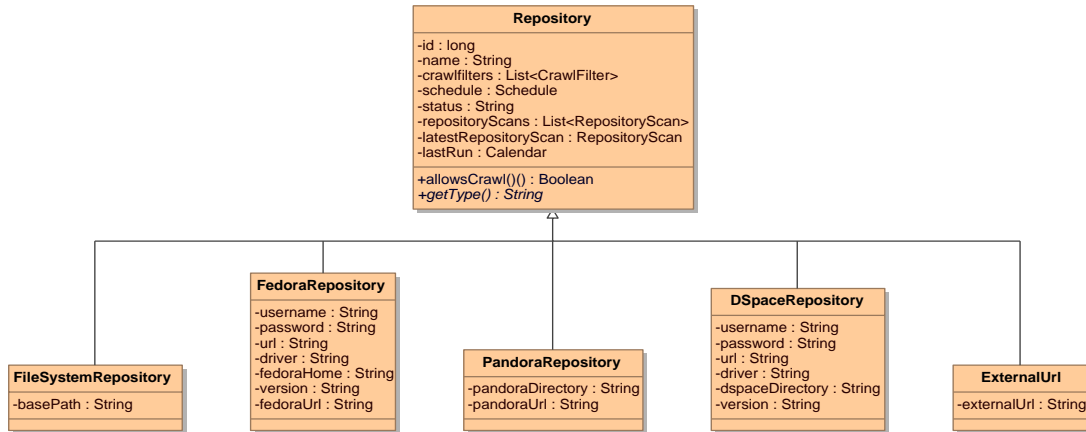 Repository
-id : long
-name : String
-crawlfilters : List<CrawlFilter>
-schedule : Schedule
-status : String
-repositoryScans : List<RepositoryScan>
-latestRepositoryScan : RepositoryScan
-lastRun : Calendar
+allowsCrawl()() : Boolean
+getType() : String
FileSystemRepository
-basePath : String
FedoraRepository
-username : String
-password : String
-url : String
-driver : String
-fedoraHome : String
-version : String
-fedoraUrl : String
PandoraRepository
-pandoraDirectory : String
-pandoraUrl : String
DSpaceRepository
-username : String
-password : String
-url : String
-driver : String
-dspaceDirectory : String
-version : String
ExternalUrl
-externalUrl : String